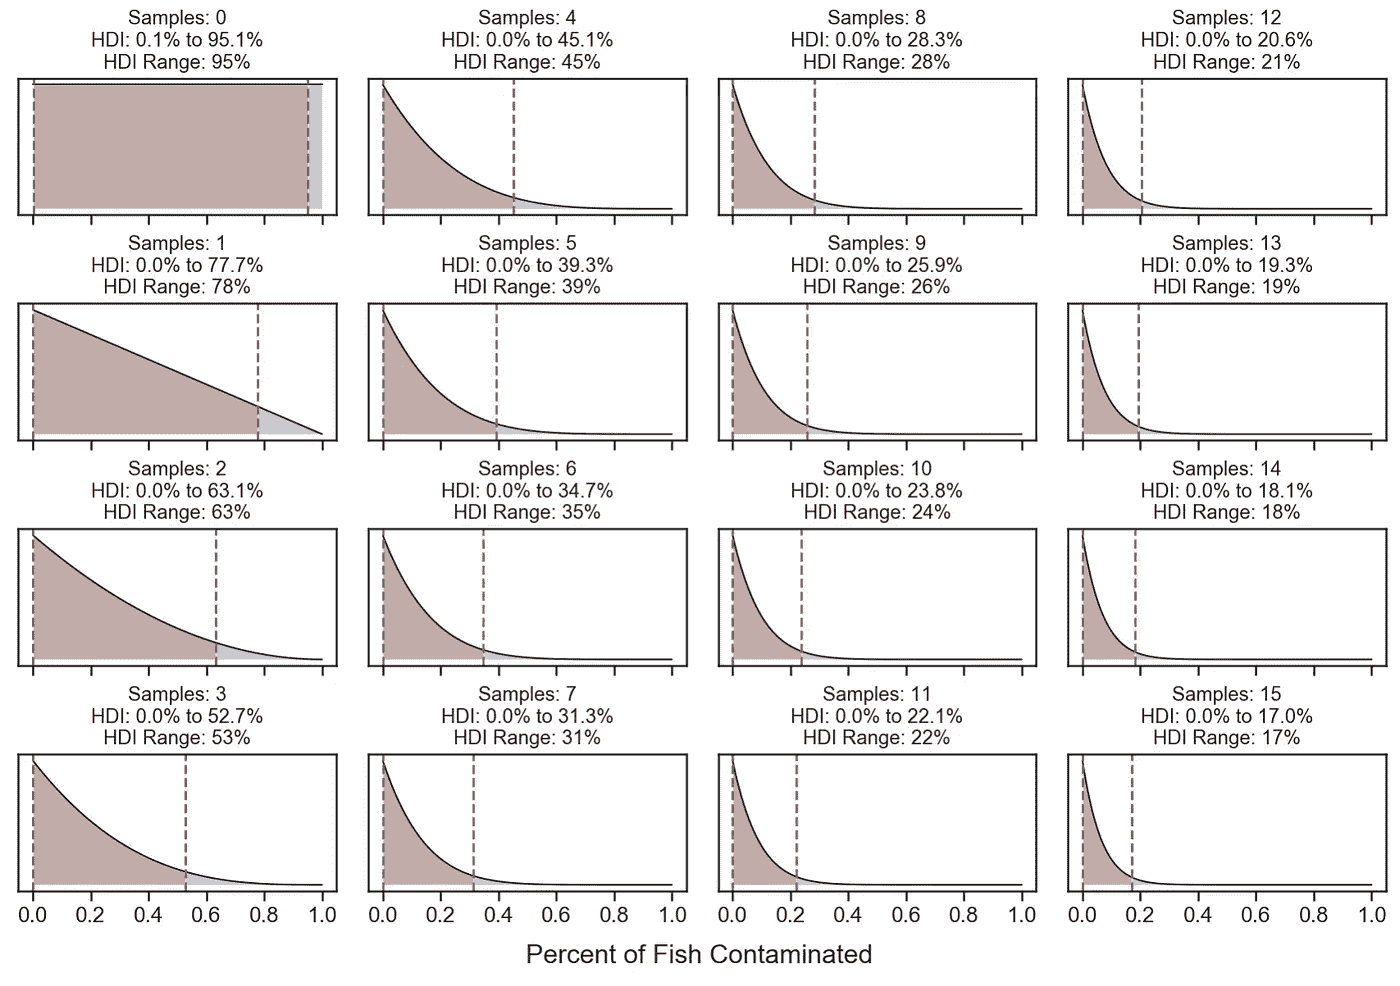 Samples: 0
HDI: 0.1% to 95.1%
HDI Range: 95%
Samples: 4
HDI: 0.0% to 45.1%
HDI Range: 45%
Samples: 8
HDI: 0.0% to 28.3%
HDI Range: 28%
Samples: 12
HDI: 0.0% to 20.6%
HDI Range: 21%
Samples: 1
HDI: 0.0% to 77.7%
HDI Range: 78%
Samples: 5
HDI: 0.0% to 39.3%
HDI Range: 39%
Samples: 9
HDI: 0.0% to 25.9%
HDI Range: 26%
Samples: 13
HDI: 0.0% to 19.3%
HDI Range: 19%
Samples: 2
HDI: 0.0% to 63.1%
HDI Range: 63%
Samples: 6
HDI: 0.0% to 34.7%
HDI Range: 35%
Samples: 10
HDI: 0.0% to 23.8%
HDI Range: 24%
Samples: 14
HDI: 0.0% to 18.1%
HDI Range: 18%
Samples: 3
HDI: 0.0% to 52.7%
HDI Range: 53%
Samples: 7
HDI: 0.0% to 31.3%
HDI Range: 31%
Samples: 11
HDI: 0.0% to 22.1%
HDI Range: 22%
Samples: 15
HDI: 0.0% to 17.0%
HDI Range: 17%
0.0 0.2 0.4 0.6 0.8 1.0
0.0 0.2 0.4 0.6 0.8 1.0
0.0 0.2 0.4 0.6 0.8 1.0
0.0 0.2 0.4 0.6 0.8 1.0
Percent of Fish Contaminated